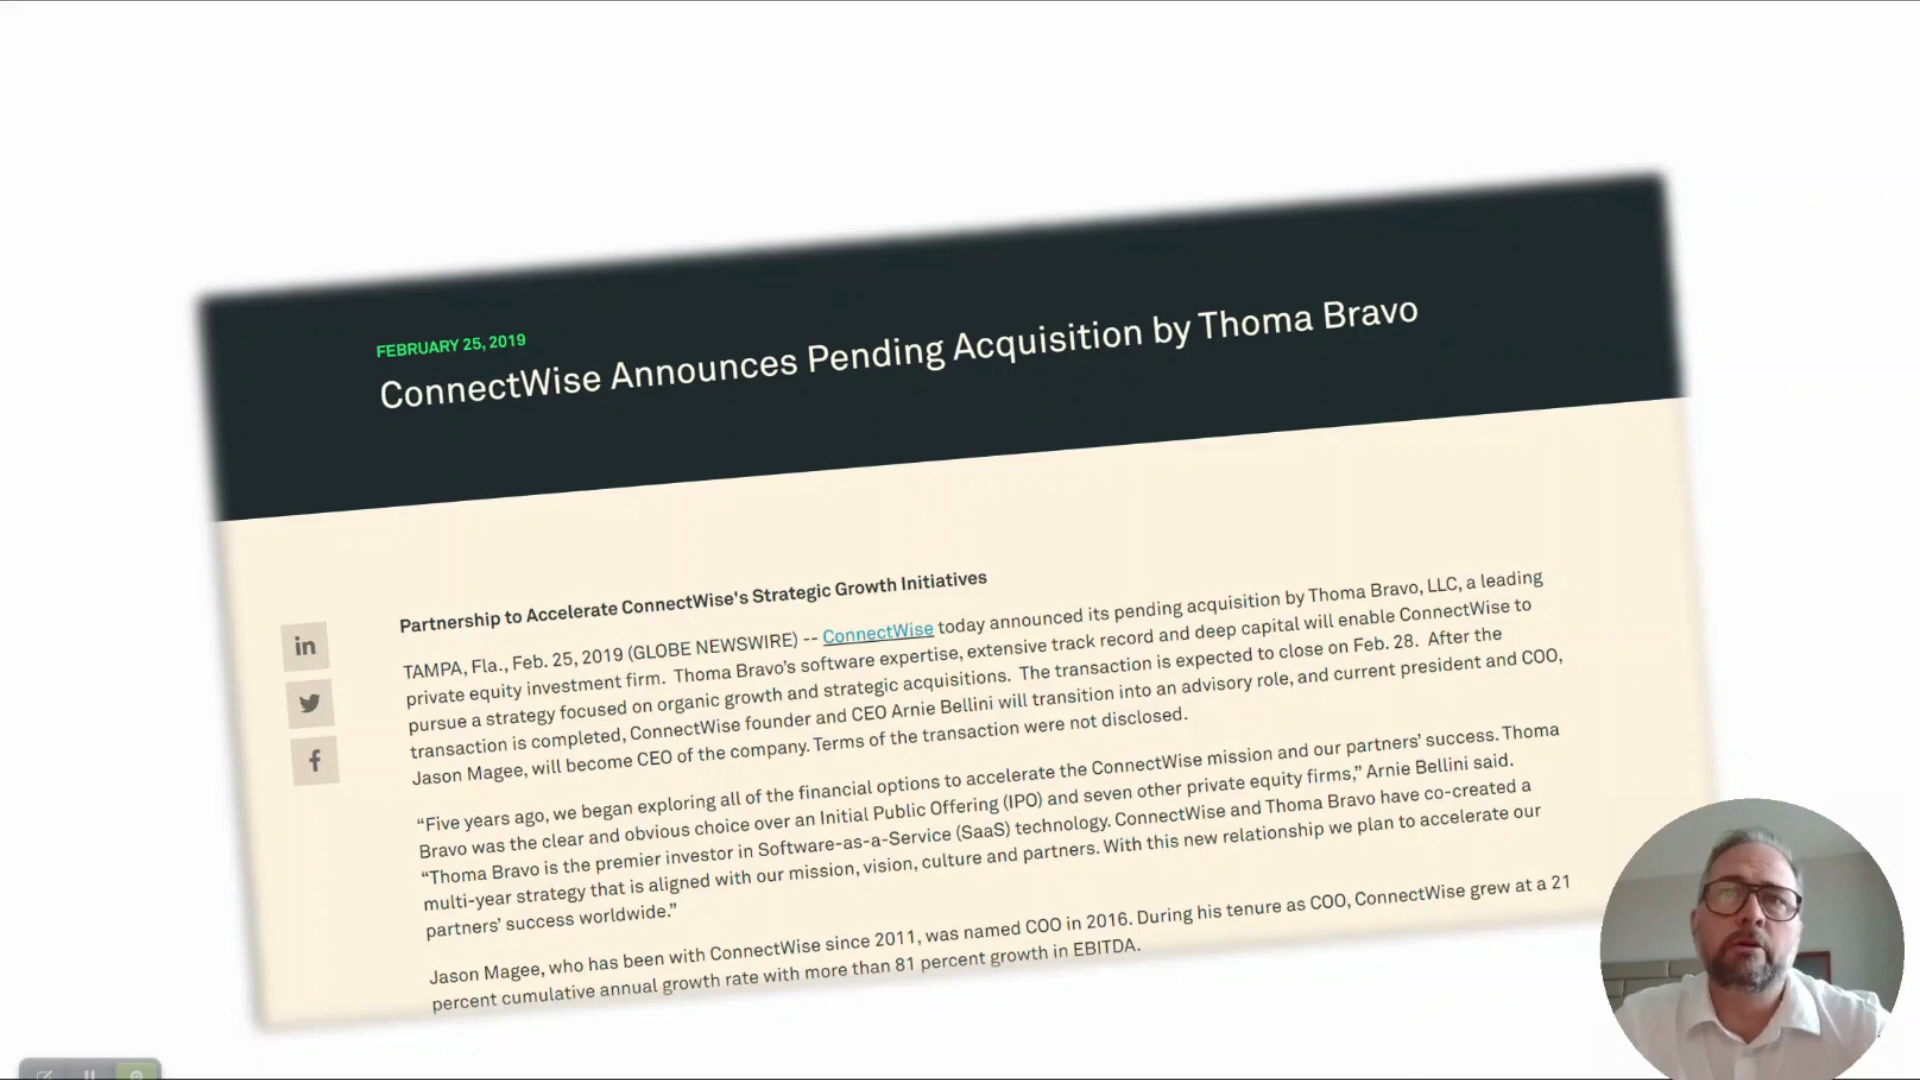 FEBRUARY 25, 2019
ConnectWise Announces Pending Acquisition by Thoma Bravo
Partnership to Accelerate ConnectWise's Strategic Growth Initiatives
TAMPA, Fla., Feb. 25, 2019 (GLOBE NEWSWIRE) -- ConnectWise today announced its pending acquisition by Thoma Bravo, LLC, a leading
private equity investment firm.  Thoma Bravo’s software expertise, extensive track record and deep capital will enable ConnectWise to
pursue a strategy focused on organic growth and strategic acquisitions.  The transaction is expected to close on Feb. 28.  After the
transaction is completed, ConnectWise founder and CEO Arnie Bellini will transition into an advisory role, and current president and COO,
Jason Magee, will become CEO of the company. Terms of the transaction were not disclosed.
“Five years ago, we began exploring all of the financial options to accelerate the ConnectWise mission and our partners’ success. Thoma
Bravo was the clear and obvious choice over an Initial Public Offering (IPO) and seven other private equity firms,” Arnie Bellini said.
“Thoma Bravo is the premier investor in Software-as-a-Service (SaaS) technology. ConnectWise and Thoma Bravo have co-created a
multi-year strategy that is aligned with our mission, vision, culture and partners. With this new relationship we plan to accelerate our
partners’ success worldwide.”
Jason Magee, who has been with ConnectWise since 2011, was named COO in 2016. During his tenure as COO, ConnectWise grew at a 21
percent cumulative annual growth rate with more than 81 percent growth in EBITDA.
in
f